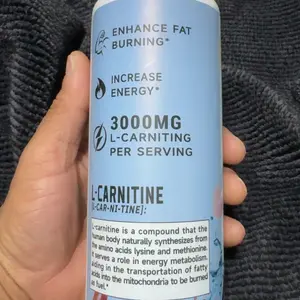 ENHANCE FAT
BURNING*
INCREASE
ENERGY*
3000MG
L-CARNITING
PER SERVING
L-CARNITINE
[L-CAR-NI-TINE]:
L-carnitine is a compound that the
human body naturally synthesizes from
the amino acids lysine and methionine.
It serves a role in energy metabolism,
aiding in the transportation of fatty
acids into the mitochondria to be burned
as fuel.*